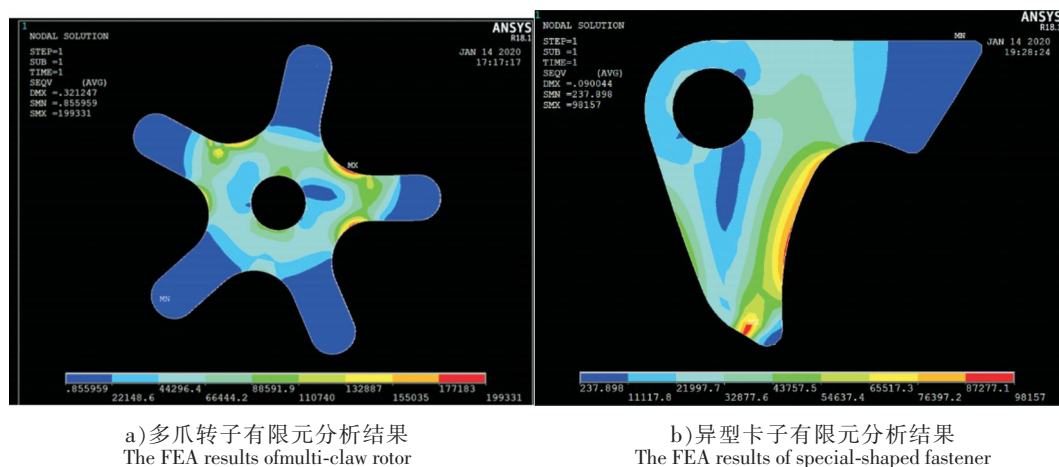 1
NODAL SOLUTION
STEP=1
SUB =1
TIME=1
SEQV (AVG)
DMX =.321247
SMN =.855959
SMX =199331
ANSYS
R18.1
JAN 14 2020
17:17:17
MX
MN
.855959 44296.4 88591.9 132887 177183
22148.6 66444.2 110740 155035 199331
a)多爪转子有限元分析结果
The FEA results ofmulti-claw rotor
1
NODAL SOLUTION
STEP=1
SUB =1
TIME=1
SEQV (AVG)
DMX =.090044
SMN =237.898
SMX =98157
ANSYS
R18.1
JAN 14 2020
19:28:24
MN
237.898 21997.7 43757.5 65517.3 87277.1
11117.8 32877.6 54637.4 76397.2 98157
b)异型卡子有限元分析结果
The FEA results of special-shaped fastener